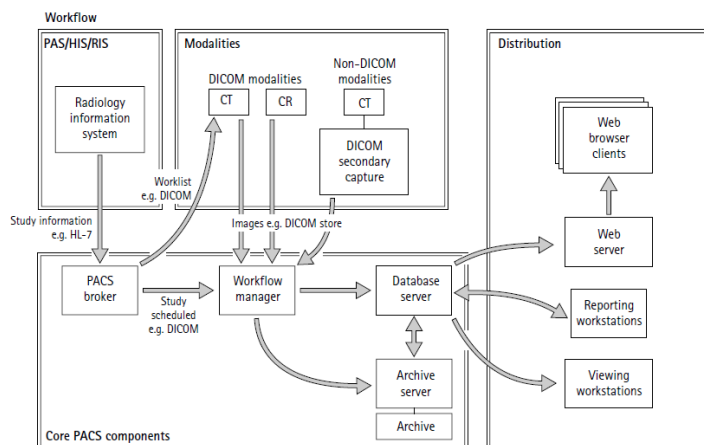 Workflow
PAS/HIS/RIS
Modalities
Distribution
Radiology
information
system
DICOM modalities
CT
CR
Non-DICOM
modalities
CT
DICOM
secondary
capture
Web
browser
clients
Worklist
e.g. DICOM
Study information
e.g. HL-7
Images e.g. DICOM store
Web
server
PACS
broker
Study
scheduled
e.g. DICOM
Workflow
manager
Database
server
Reporting
workstations
Archive
server
Archive
Viewing
workstations
Core PACS components